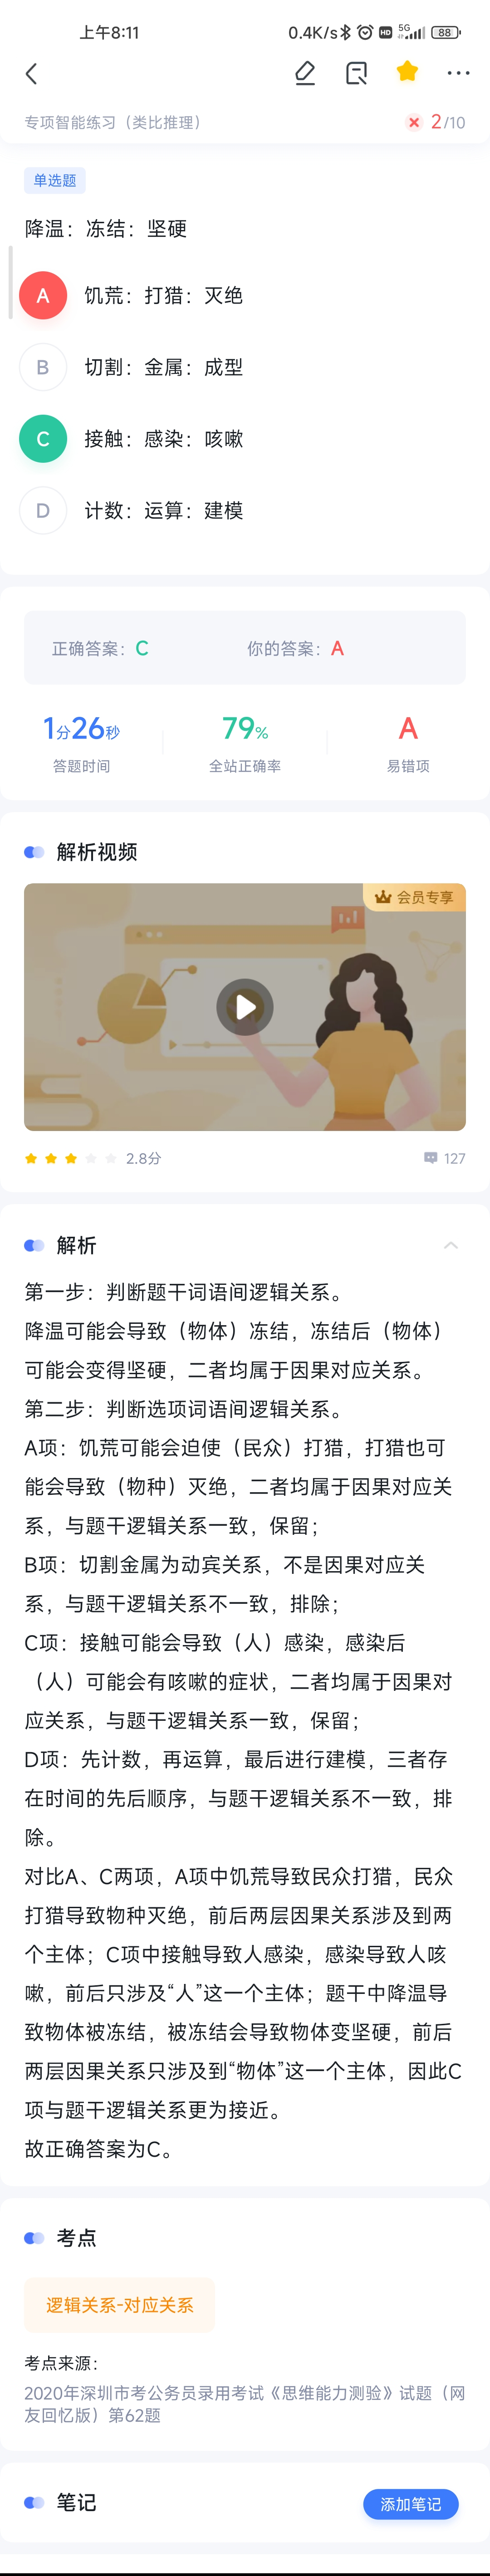 上午8:11 0.4K/s HD 5G 88
专项智能练习（类比推理） 2/10
单选题
降温：冻结：坚硬
A 饥荒：打猎：灭绝
B 切割：金属：成型
C 接触：感染：咳嗽
D 计数：运算：建模
正确答案：C 你的答案：A
1分26秒 79% A
答题时间 全站正确率 易错项
解析视频
会员专享
2.8分 127
解析
第一步：判断题干词语间逻辑关系。
降温可能会导致（物体）冻结，冻结后（物体）
可能会变得坚硬，二者均属于因果对应关系。
第二步：判断选项词语间逻辑关系。
A项：饥荒可能会迫使（民众）打猎，打猎也可
能会导致（物种）灭绝，二者均属于因果对应关
系，与题干逻辑关系一致，保留；
B项：切割金属为动宾关系，不是因果对应关
系，与题干逻辑关系不一致，排除；
C项：接触可能会导致（人）感染，感染后
（人）可能会有咳嗽的症状，二者均属于因果对
应关系，与题干逻辑关系一致，保留；
D项：先计数，再运算，最后进行建模，三者存
在时间的先后顺序，与题干逻辑关系不一致，排
除。
对比A、C两项，A项中饥荒导致民众打猎，民众
打猎导致物种灭绝，前后两层因果关系涉及到两
个主体；C项中接触导致人感染，感染导致人咳
嗽，前后只涉及“人”这一个主体；题干中降温导
致物体被冻结，被冻结会导致物体变坚硬，前后
两层因果关系只涉及到“物体”这一个主体，因此C
项与题干逻辑关系更为接近。
故正确答案为C。
考点
逻辑关系-对应关系
考点来源：
2020年深圳市考公务员录用考试《思维能力测验》试题（网
友回忆版）第62题
笔记 添加笔记